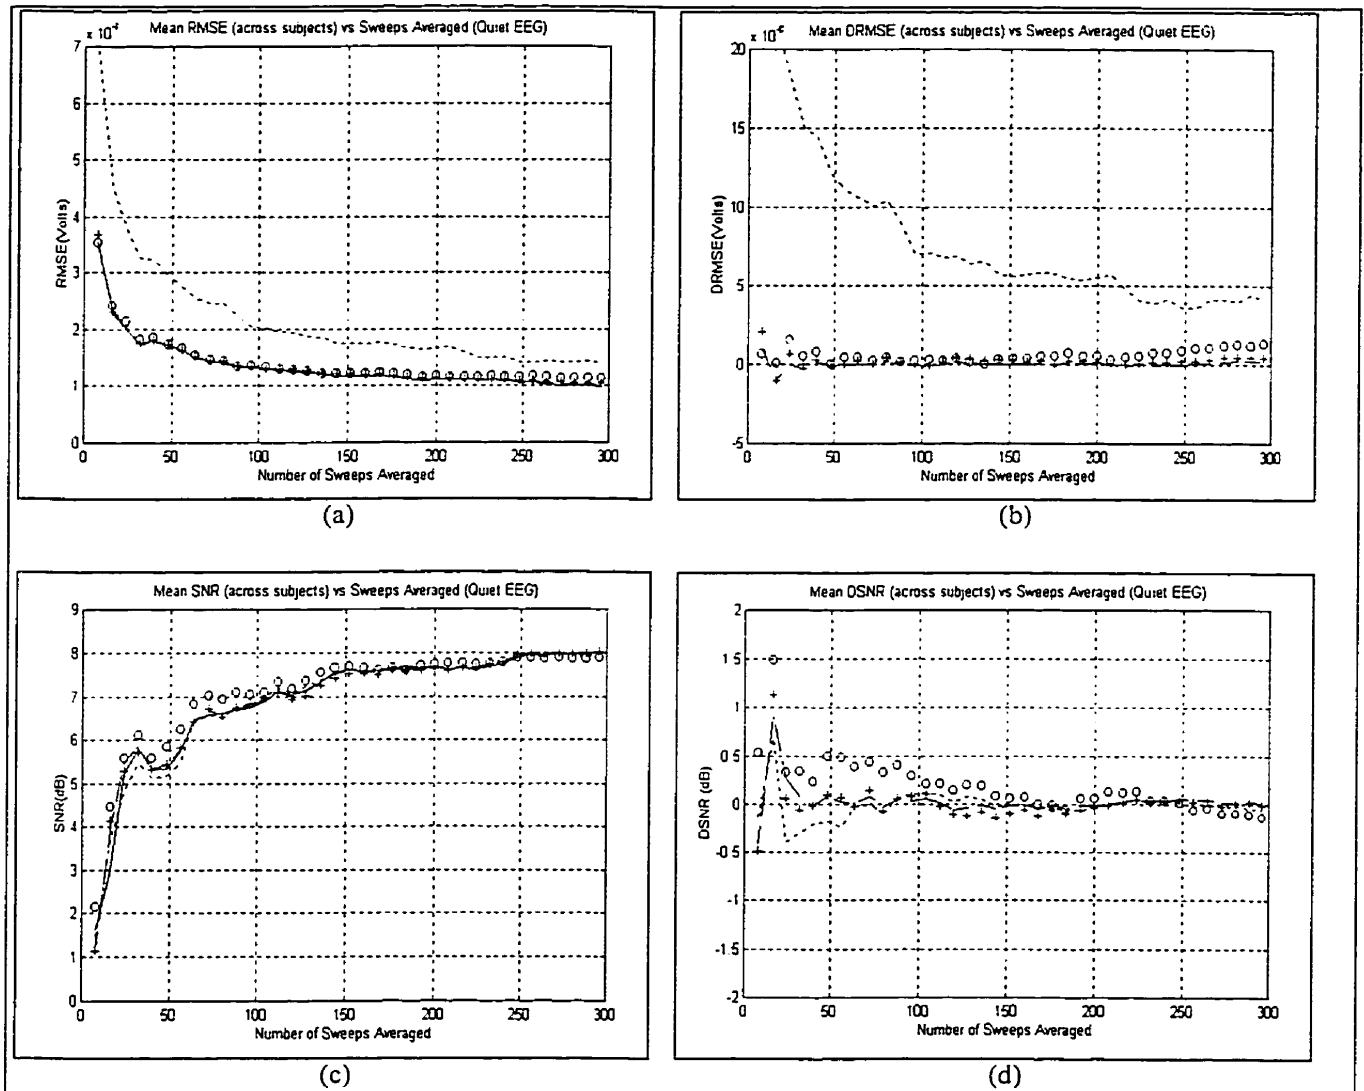 Mean RMSE (across subjects) vs Sweeps Averaged (Quiet EEG)
7
6
5
4
3
2
1
0
RMSE(Volts)
0 50 100 150 200 250 300
Number of Sweeps Averaged
(a)
Mean DRMSE (across subjects) vs Sweeps Averaged (Quiet EEG)
20
15
10
5
0
-5
DRMSE(Volts)
0 50 100 150 200 250 300
Number of Sweeps Averaged
(b)
Mean SNR (across subjects) vs Sweeps Averaged (Quiet EEG)
9
8
7
6
5
4
3
2
1
0
SNR(dB)
0 50 100 150 200 250 300
Number of Sweeps Averaged
(c)
Mean DSNR (across subjects) vs Sweeps Averaged (Quiet EEG)
2
1.5
1
0.5
0
-0.5
-1
-1.5
-2
DSNR (dB)
0 50 100 150 200 250 300
Number of Sweeps Averaged
(d)